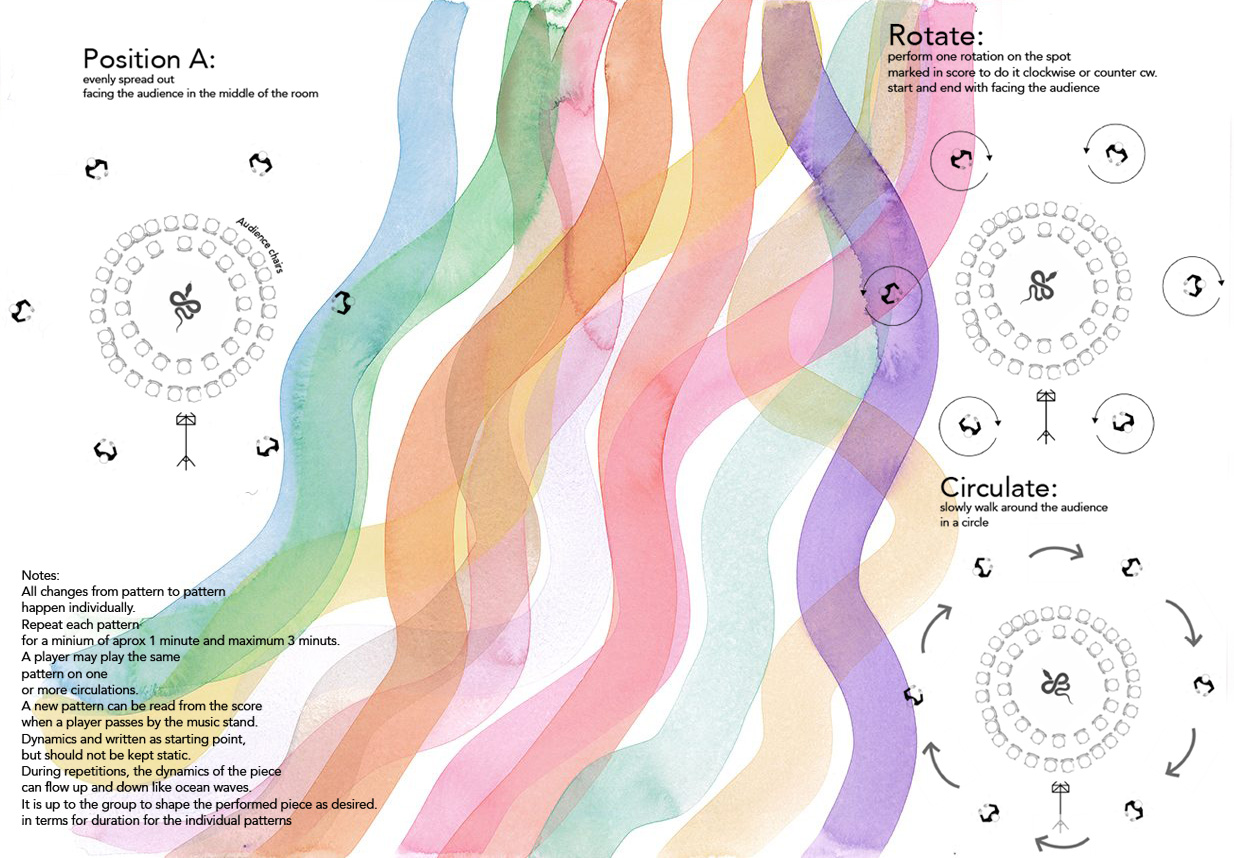 Position A:
evenly spread out
facing the audience in the middle of the room
Audience chairs
Rotate:
perform one rotation on the spot
marked in score to do it clockwise or counter cw.
start and end with facing the audience
Circulate:
slowly walk around the audience
in a circle
Notes:
All changes from pattern to pattern
happen individually.
Repeat each pattern
for a minium of aprox 1 minute and maximum 3 minuts.
A player may play the same
pattern on one
or more circulations.
A new pattern can be read from the score
when a player passes by the music stand.
Dynamics and written as starting point,
but should not be kept static.
During repetitions, the dynamics of the piece
can flow up and down like ocean waves.
It is up to the group to shape the performed piece as desired.
in terms for duration for the individual patterns